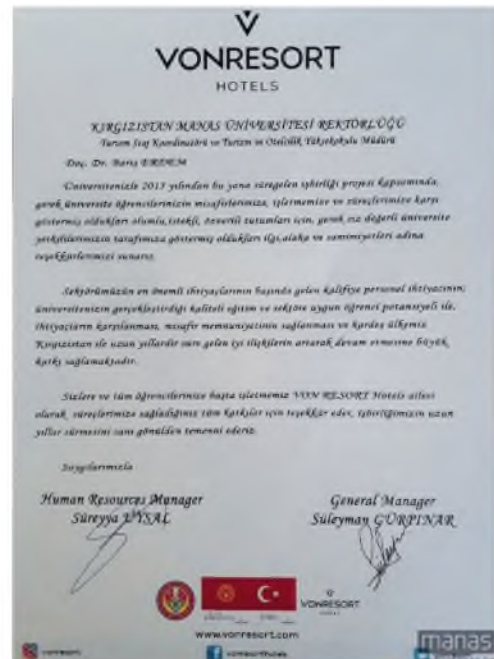 VONRESORT
HOTELS
KIRGIZİSTAN MANAS ÜNİVERSİTESİ REKTÖRLÜĞÜ
Turizm Staj Koordinatörü ve Turizm ve Otelcilik Yüksekokulu Müdürü
Doç. Dr. Barış ERDEM
Üniversitenizle 2013 yılından bu yana süregelen işbirliği projesi kapsamında,
gerek üniversite öğrencilerinizin misafirlerimize, işletmemize ve süreçlerimize karşı
göstermiş oldukları olumlu, istekli, özverili tutumları için, gerek siz değerli üniversite
yetkililerimizin tarafımıza göstermiş oldukları ilgi, alaka ve samimiyetleri adına
teşekkürlerimizi sunarız.
Sektörümüzün en önemli ihtiyaçlarının başında gelen kalifiye personel ihtiyacının;
üniversitenizin gerçekleştirdiği kaliteli eğitim ve sektöre uygun öğrenci potansiyeli ile,
ihtiyaçların karşılanması, misafir memnuniyetinin sağlanması ve kardeş ülkemiz
Kırgızistan ile uzun yıllardır süre gelen iyi ilişkilerin artarak devam etmesine büyük
katkı sağlamaktadır.
Sizlere ve tüm öğrencilerinize başta işletmemiz VON RESORT Hotels ailesi
olarak, süreçlerimize sağladığınız tüm katkılar için teşekkür eder, işbirliğimizin uzun
yıllar sürmesini canı gönülden temenni ederiz.
Saygılarımızla
Human Resources Manager
Süreyya UYSAL
General Manager
Süleyman GÜRPINAR
VONRESORT
www.vonresort.com
vonresort
vonresorthotels
manas